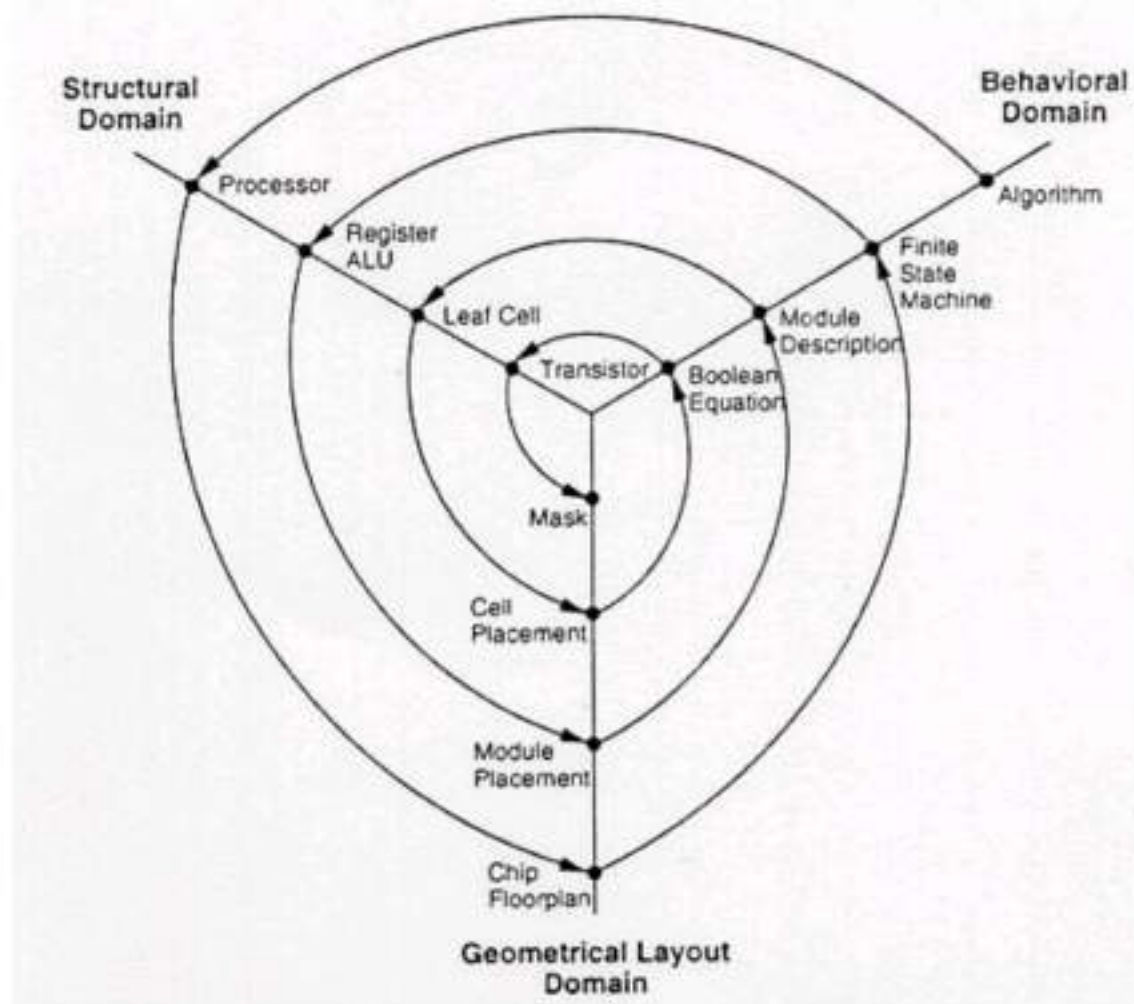 Structural
Domain
Behavioral
Domain
Processor
Algorithm
Register
ALU
Finite
State
Machine
Leaf Cell
Module
Description
Transistor
Boolean
Equation
Mask
Cell
Placement
Module
Placement
Chip
Floorplan
Geometrical Layout
Domain